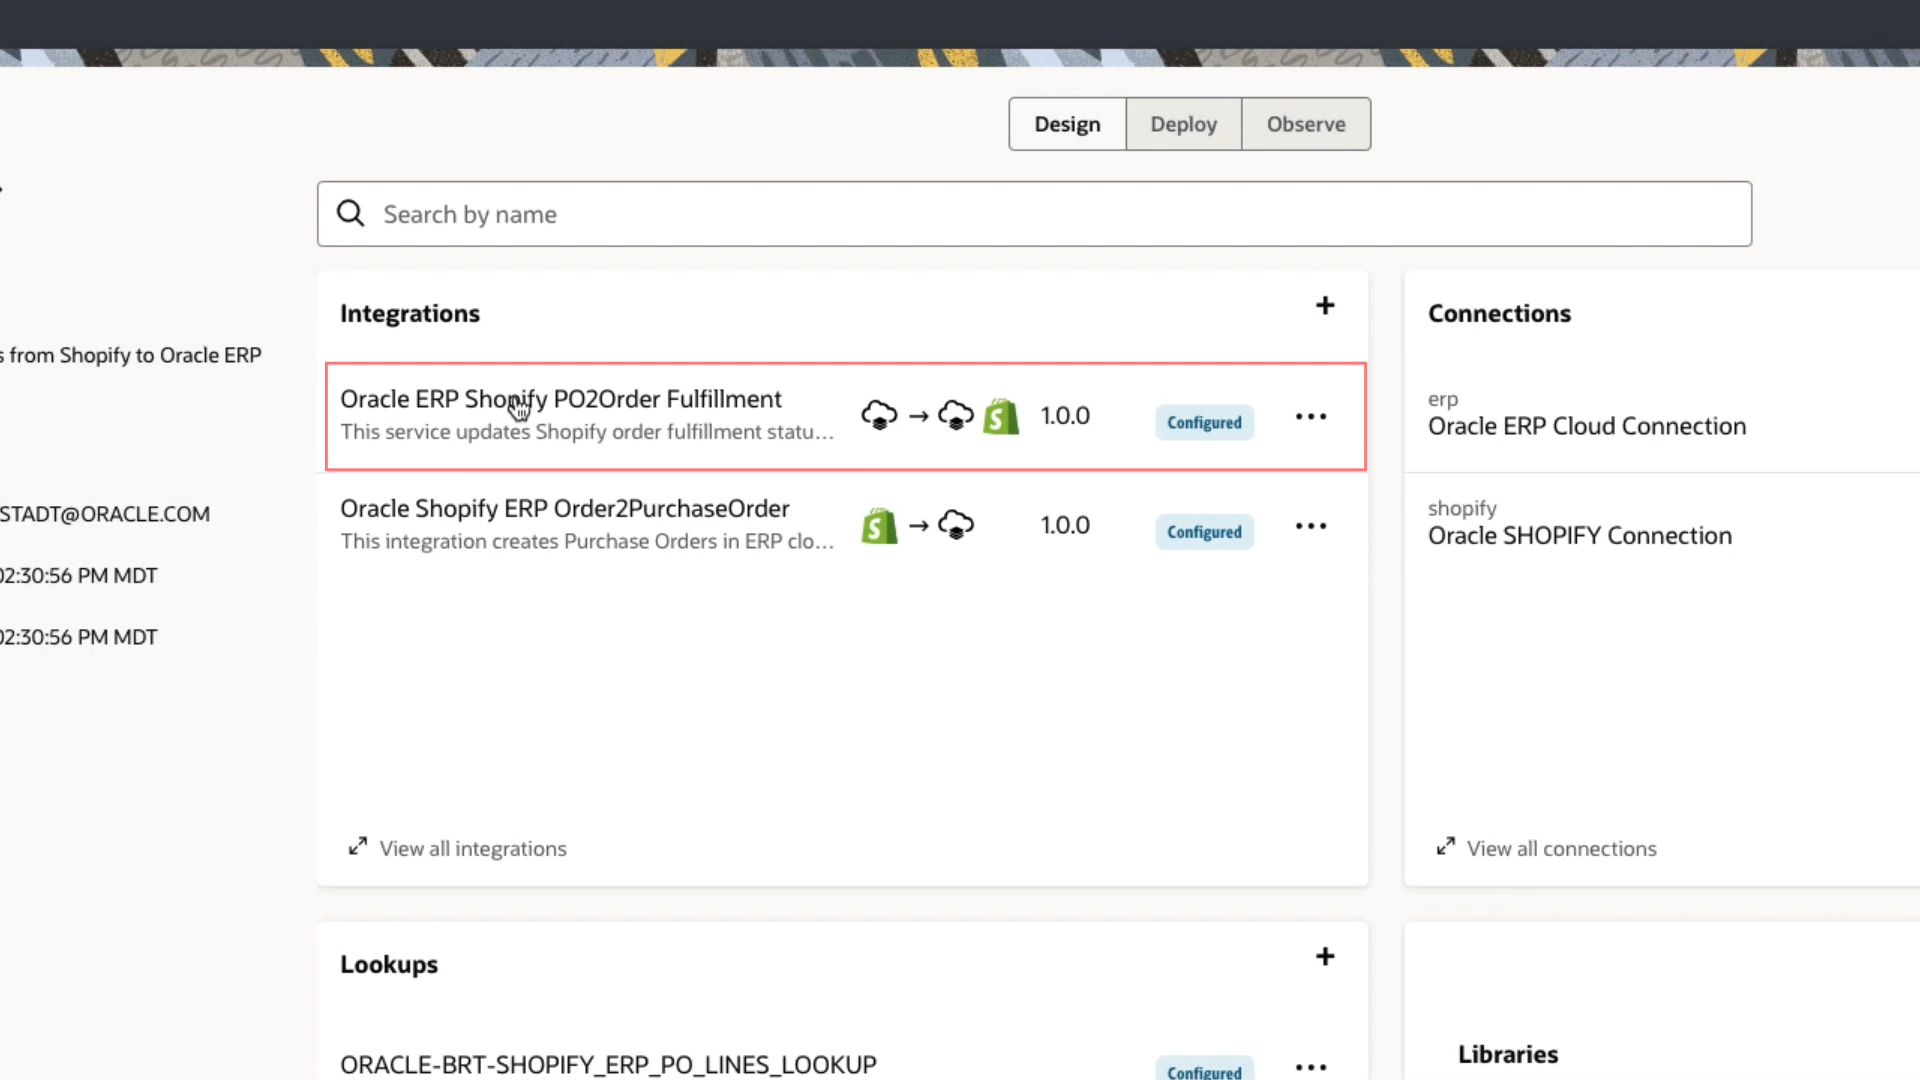 Design Deploy Observe
Search by name
Integrations
s from Shopify to Oracle ERP
Oracle ERP Shopify PO2Order Fulfillment
This service updates Shopify order fulfillment statu...
1.0.0
Configured
Oracle Shopify ERP Order2PurchaseOrder
This integration creates Purchase Orders in ERP clo...
1.0.0
Configured
STADT@ORACLE.COM
02:30:56 PM MDT
02:30:56 PM MDT
View all integrations
Connections
erp
Oracle ERP Cloud Connection
shopify
Oracle SHOPIFY Connection
View all connections
Lookups
ORACLE-BRT-SHOPIFY_ERP_PO_LINES_LOOKUP
Configured
Libraries